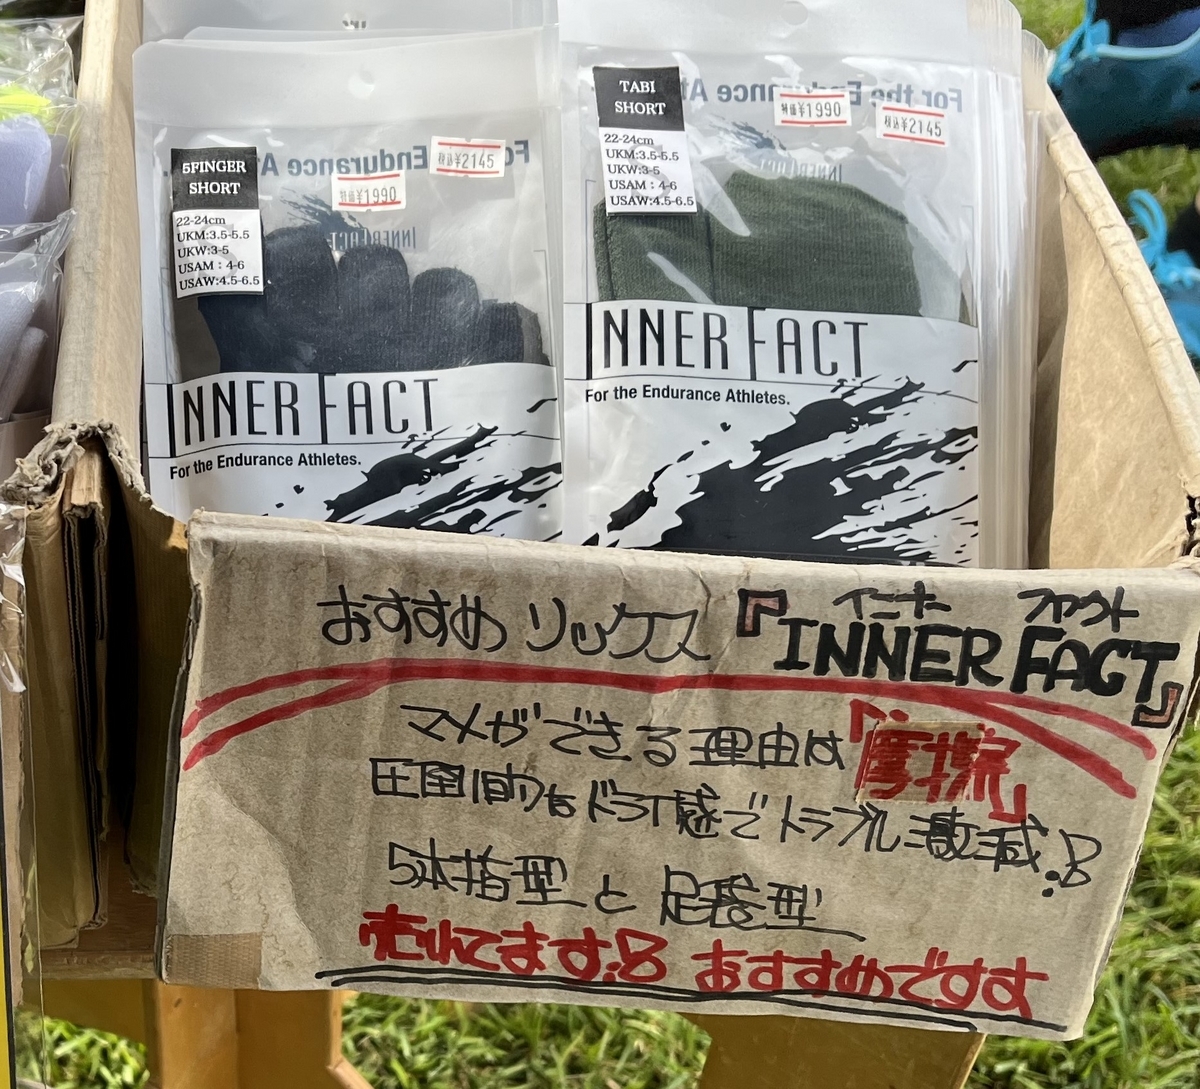 5FINGER
SHORT
22-24cm
UKM:3.5-5.5
UKW:3-5
USAM:4-6
USAW:4.5-6.5
¥1990
税込¥2145
For the Endurance
INNER FACT
INNER FACT
For the Endurance Athletes.
TABI
SHORT
22-24cm
UKM:3.5-5.5
UKW:3-5
USAM:4-6
USAW:4.5-6.5
¥1990
税込¥2145
For the Endurance
INNER
INNER FACT
For the Endurance Athletes.
インナー ファクト
おすすめ ソックス 『INNER FACT』
マメができる理由は「摩擦」
圧倒的なドライ感でトラブル激減!!
5本指型と足袋型
売れてます!! おすすめです